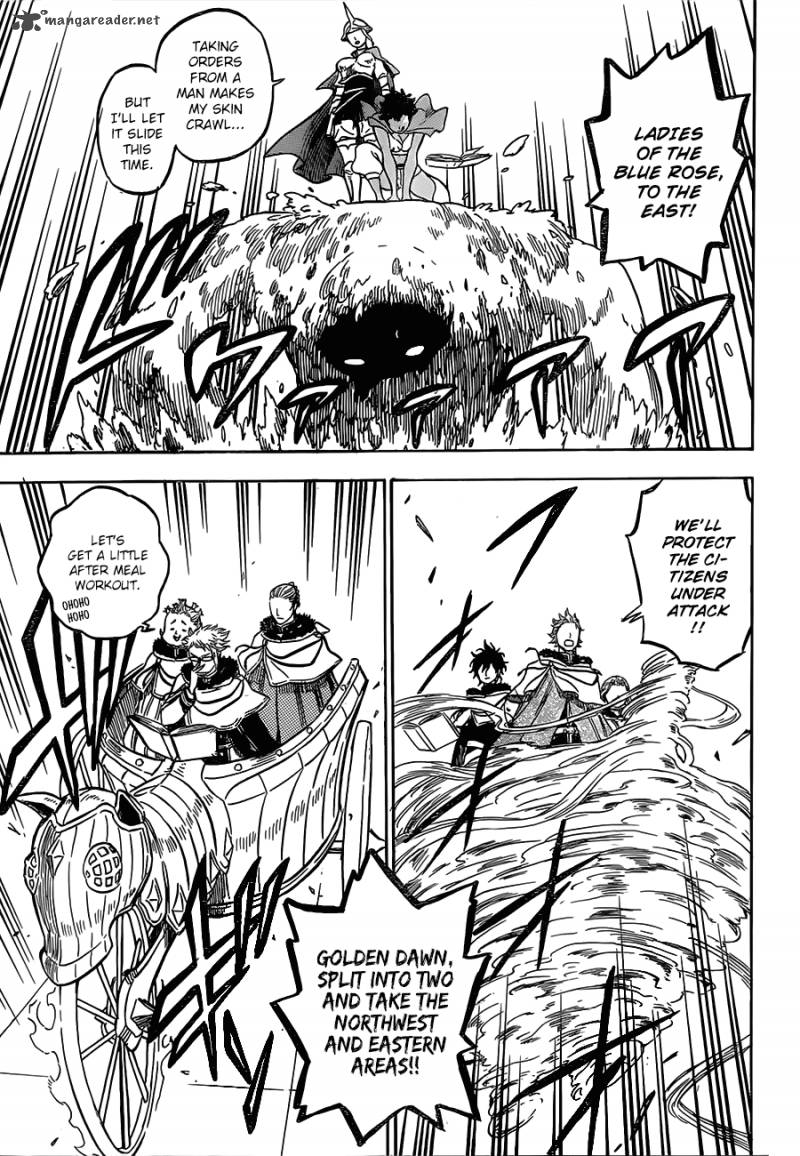 mangareader.net
LADIES
OF THE
BLUE ROSE,
TO THE
EAST!
TAKING
ORDERS
FROM A
MAN MAKES
MY SKIN
CRAWL...
BUT
I'LL LET
IT SLIDE
THIS
TIME.
WE'LL
PROTECT
THE CI-
TIZENS
UNDER
ATTACK
!!
LET'S
GET A LITTLE
AFTER MEAL
WORKOUT.
OHOHO
HOHO
GOLDEN DAWN,
SPLIT INTO TWO
AND TAKE THE
NORTHWEST
AND EASTERN
AREAS!!